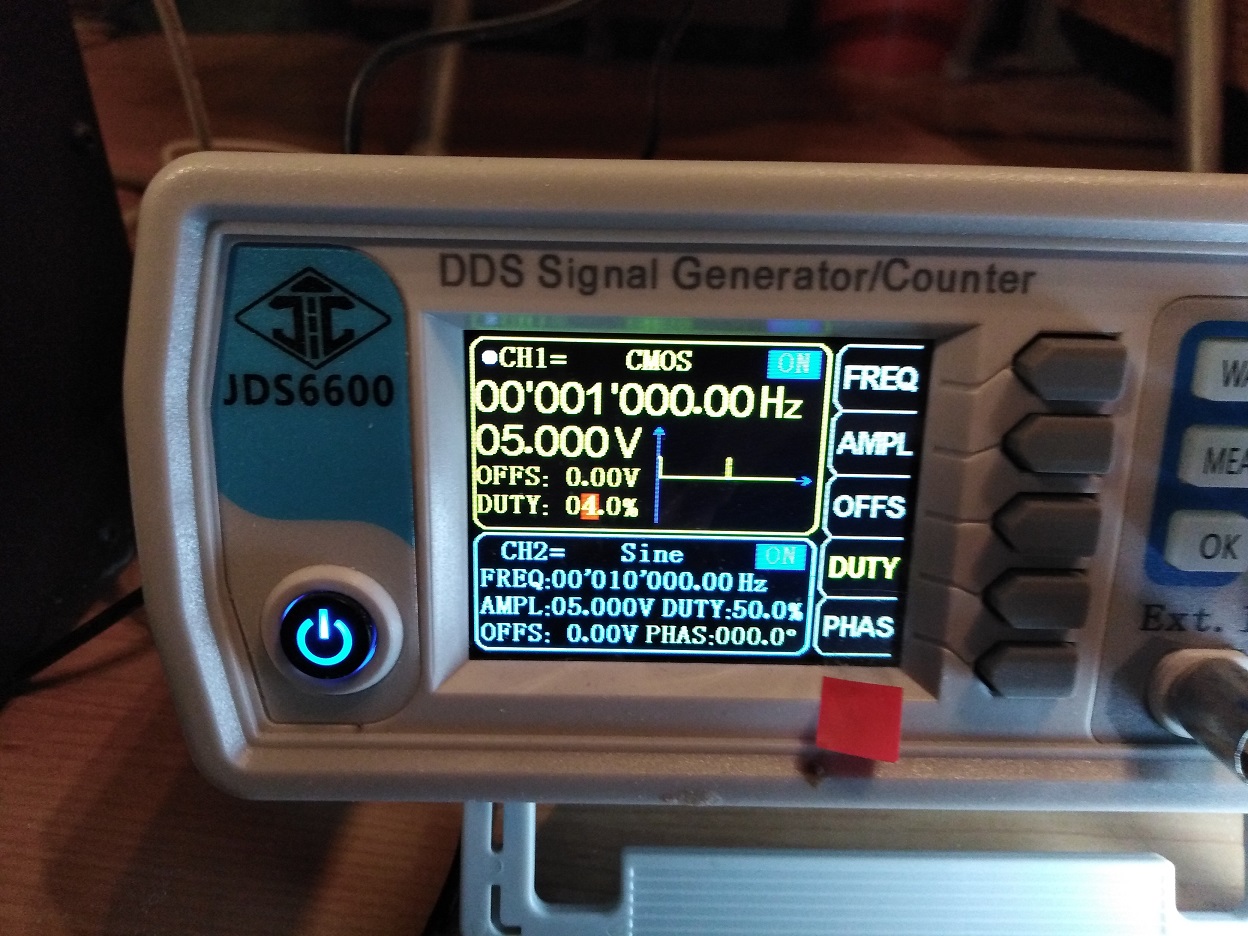 DDS Signal Generator/Counter
JC
JDS6600
CH1= CMOS ON
00'001'000.00Hz
05.000V
OFFS: 0.00V
DUTY: 04.0%
CH2= Sine ON
FREQ:00'010'000.00 Hz
AMPL:05.000V DUTY:50.0%
OFFS: 0.00V PHAS:000.0°
FREQ
AMPL
OFFS
DUTY
PHAS
OK
Ext.